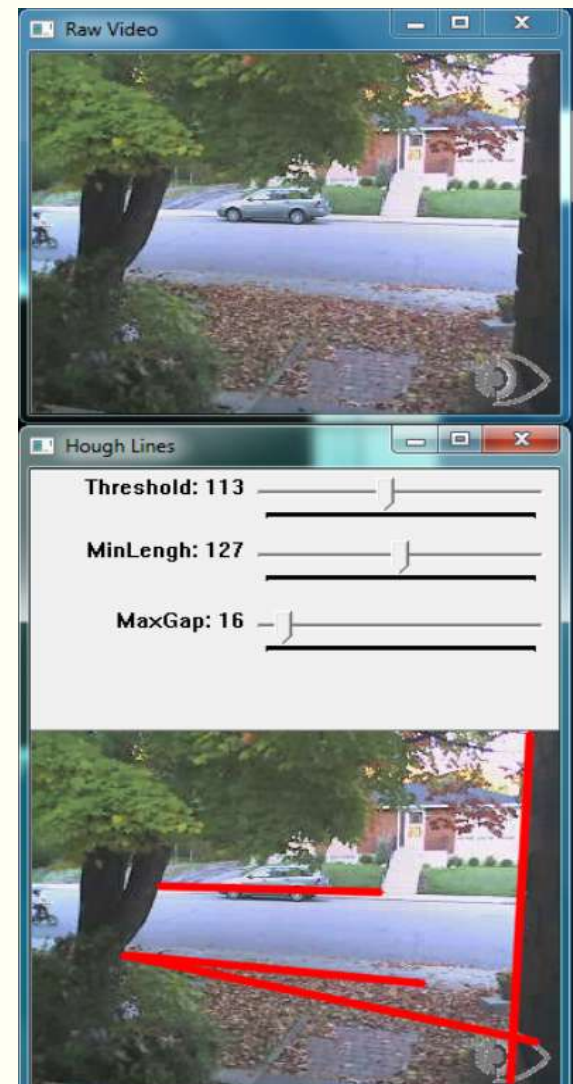 Raw Video
Hough Lines
Threshold: 113
MinLengh: 127
MaxGap: 16